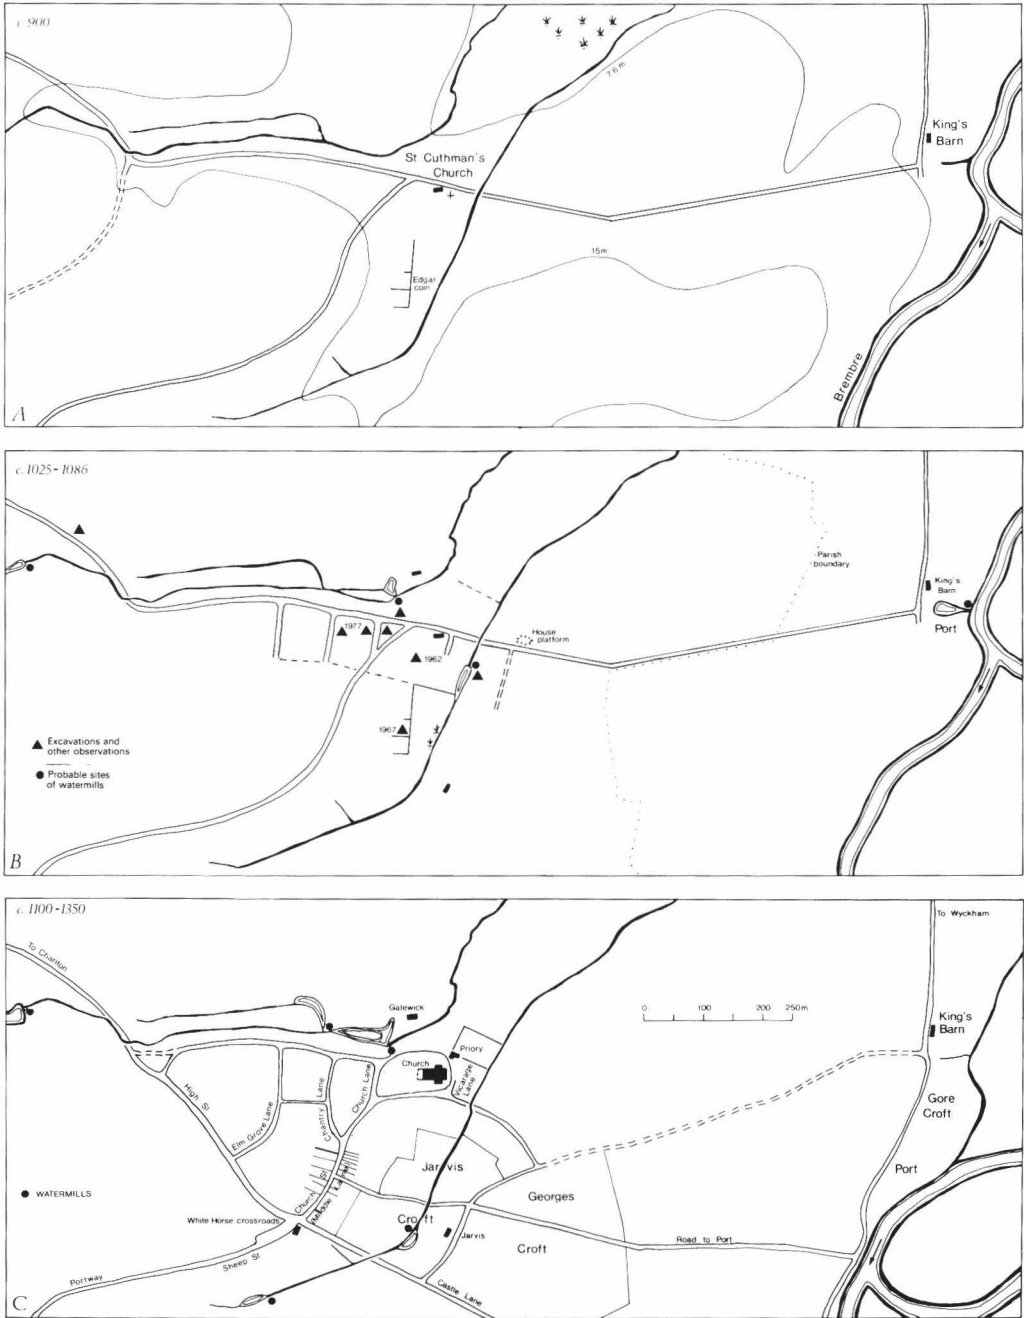 c. 900
7.6 m
King's
Barn
St Cuthman's
Church
15m
Edgar
coin
Brembre
A
c. 1025-1086
Parish
boundary
King's
Barn
Port
1977
House
platform
1962
1967
Excavations and
other observations
Probable sites
of watermills
B
c. 1100-1350
To Wyckham
To Charlton
0 100 200 250m
Gatewick
King's
Barn
Priory
Church
Vicarage
Lane
High St
Elm Grove Lane
Chantry Lane
Church Lane
Gore
Croft
Port
Jarvis
Georges
WATERMILLS
Church St
Middle
White Horse crossroads
Croft
Jarvis
Croft
Road to Port
Sheep St
Portway
Castle Lane
C